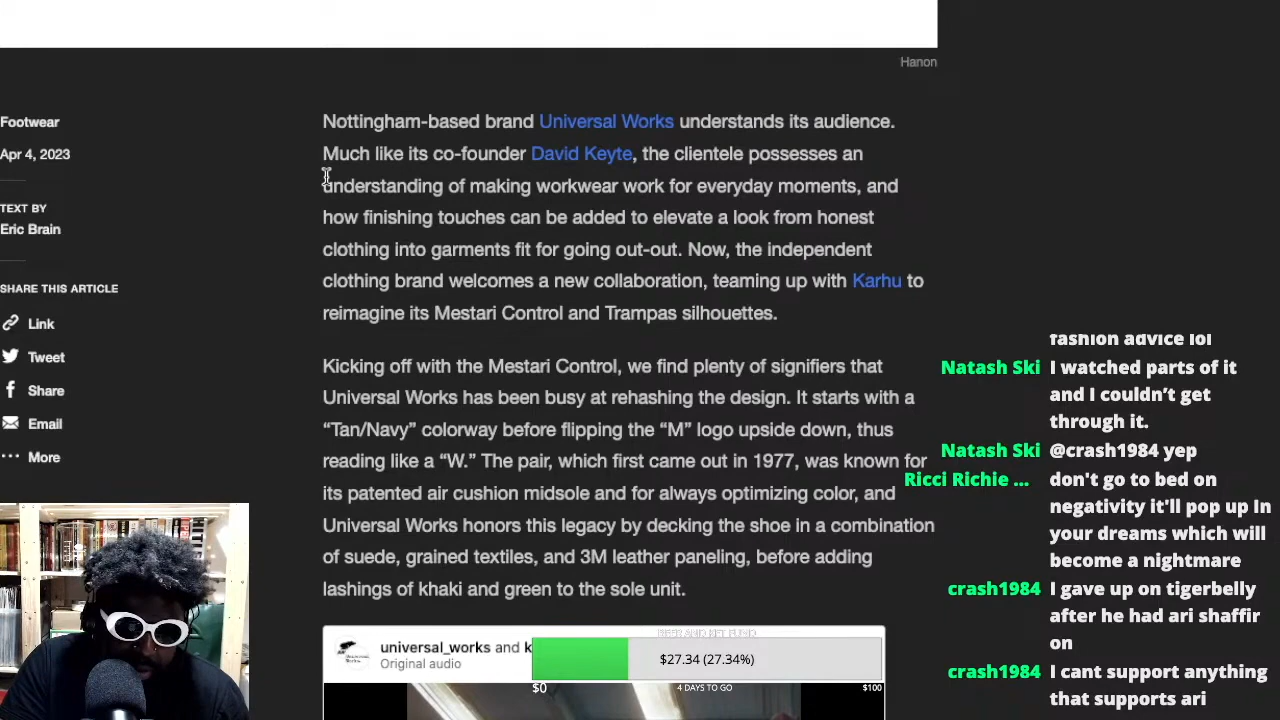 Hanon
Footwear
Apr 4, 2023
TEXT BY
Eric Brain
SHARE THIS ARTICLE
Link
Tweet
Share
Email
More
Nottingham-based brand Universal Works understands its audience.
Much like its co-founder David Keyte, the clientele possesses an
understanding of making workwear work for everyday moments, and
how finishing touches can be added to elevate a look from honest
clothing into garments fit for going out-out. Now, the independent
clothing brand welcomes a new collaboration, teaming up with Karhu to
reimagine its Mestari Control and Trampas silhouettes.
Kicking off with the Mestari Control, we find plenty of signifiers that
Universal Works has been busy at rehashing the design. It starts with a
“Tan/Navy” colorway before flipping the “M” logo upside down, thus
reading like a “W.” The pair, which first came out in 1977, was known for
its patented air cushion midsole and for always optimizing color, and
Universal Works honors this legacy by decking the shoe in a combination
of suede, grained textiles, and 3M leather paneling, before adding
lashings of khaki and green to the sole unit.
universal_works and k
Original audio
$27.34 (27.34%)
$0
4 DAYS TO GO
$100
fashion advice lol
Natash Ski I watched parts of it
and I couldn’t get
through it.
Natash Ski @crash1984 yep
Ricci Richie ... don't go to bed on
negativity it'll pop up In
your dreams which will
become a nightmare
crash1984 I gave up on tigerbelly
after he had ari shaffir
on
crash1984 I cant support anything
that supports ari